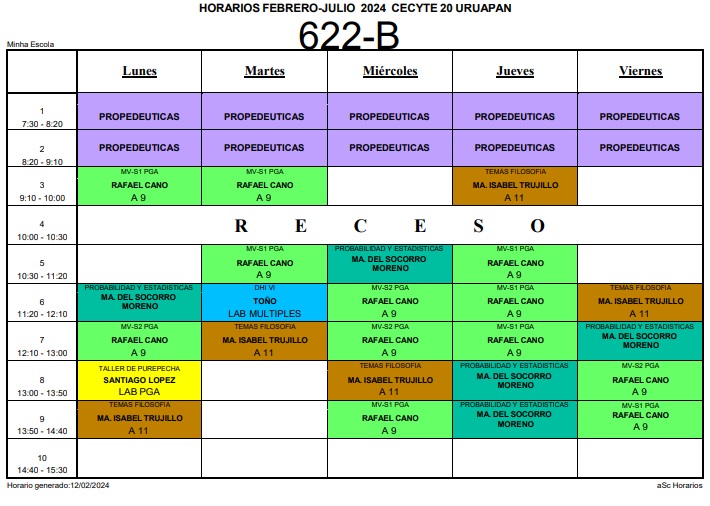 HORARIOS FEBRERO-JULIO 2024 CECYTE 20 URUAPAN
622-B
Minha Escola
Lunes Martes Miércoles Jueves Viernes
1
7:30 - 8:20
PROPEDEUTICAS PROPEDEUTICAS PROPEDEUTICAS PROPEDEUTICAS PROPEDEUTICAS
2
8:20 - 9:10
PROPEDEUTICAS PROPEDEUTICAS PROPEDEUTICAS PROPEDEUTICAS PROPEDEUTICAS
3
9:10 - 10:00
MV-S1 PGA MV-S1 PGA TEMAS FILOSOFIA
RAFAEL CANO RAFAEL CANO MA. ISABEL TRUJILLO
A 9 A 9 A 11
4
10:00 - 10:30
R E C E S O
5
10:30 - 11:20
MV-S1 PGA PROBABILIDAD Y ESTADISTICAS MV-S1 PGA
RAFAEL CANO MA. DEL SOCORRO RAFAEL CANO
A 9 MORENO A 9
6
11:20 - 12:10
PROBABILIDAD Y ESTADISTICAS DHI VI MV-S2 PGA MV-S1 PGA TEMAS FILOSOFIA
MA. DEL SOCORRO TOÑO RAFAEL CANO RAFAEL CANO MA. ISABEL TRUJILLO
MORENO LAB MULTIPLES A 9 A 9 A 11
7
12:10 - 13:00
MV-S2 PGA TEMAS FILOSOFIA MV-S2 PGA MV-S1 PGA PROBABILIDAD Y ESTADISTICAS
RAFAEL CANO MA. ISABEL TRUJILLO RAFAEL CANO RAFAEL CANO MA. DEL SOCORRO
A 9 A 11 A 9 A 9 MORENO
8
13:00 - 13:50
TALLER DE PUREPECHA TEMAS FILOSOFIA PROBABILIDAD Y ESTADISTICAS MV-S2 PGA
SANTIAGO LOPEZ MA. ISABEL TRUJILLO MA. DEL SOCORRO RAFAEL CANO
LAB PGA A 11 MORENO A 9
9
13:50 - 14:40
TEMAS FILOSOFIA MV-S1 PGA PROBABILIDAD Y ESTADISTICAS MV-S1 PGA
MA. ISABEL TRUJILLO RAFAEL CANO MA. DEL SOCORRO RAFAEL CANO
A 11 A 9 MORENO A 9
10
14:40 - 15:30
Horario generado:12/02/2024 aSc Horarios